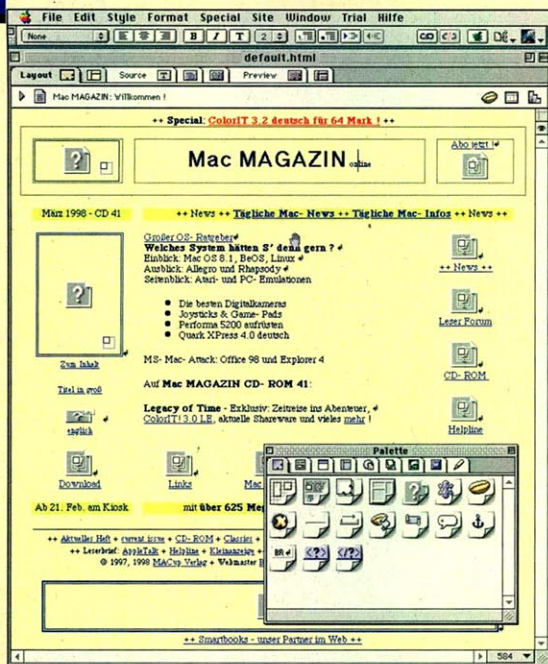 File Edit Style Format Special Site Window Trial Hilfe
None B I T 2
default.html
Layout Source Preview
Mac MAGAZIN: Willkommen !
++ Special: ColorIT 3.2 deutsch für 64 Mark ! ++
Mac MAGAZIN online
Abo jetzt !
März 1998 - CD 41
++ News ++ Tägliche Mac- News ++ Tägliche Mac- Infos ++ News ++
Großer OS- Ratgeber
Welches System hätten S' denn gern ?
Einblick: Mac OS 8.1, BeOS, Linux
Ausblick: Allegro und Rhapsody
Seitenblick: Atari- und PC- Emulationen
Die besten Digitalkameras
Joysticks & Game- Pads
Performa 5200 aufrüsten
Quark XPress 4.0 deutsch
MS- Mac- Attack: Office 98 und Explorer 4
Auf Mac MAGAZIN CD- ROM 41:
Legacy of Time - Exklusiv: Zeitreise ins Abenteuer,
ColorIT! 3.0 LE, aktuelle Shareware und vieles mehr !
Zum Inhalt
Titel in groß
englisch
++ News ++
Leser Forum
CD- ROM
Helpline
Download
Links
Mac
Ab 21. Feb. am Kiosk
mit über 625 Meg
++ Aktuelles Heft + current issue + CD- ROM + Classics +
++ Leserbrief: AppleTalk + Helpline + Kleinanzeige +
© 1997, 1998 MACup Verlag + Webmaster
++ Smartbooks - unser Partner im Web ++
Palette
BR
<?>
</?>
584